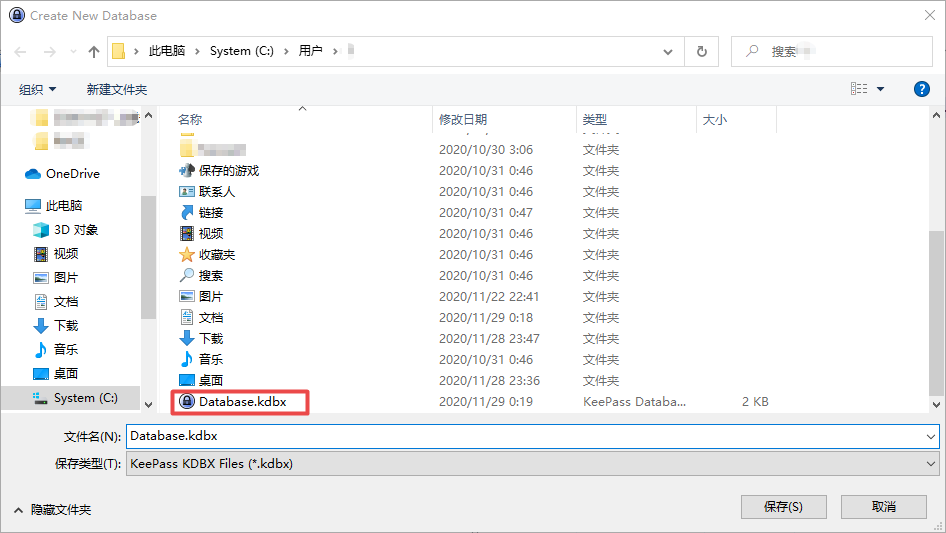 Create New Database
此电脑 System (C:) 用户
搜索
组织 新建文件夹
名称 修改日期 类型 大小
2020/10/30 3:06 文件夹
保存的游戏 2020/10/31 0:46 文件夹
联系人 2020/10/31 0:46 文件夹
链接 2020/10/31 0:47 文件夹
视频 2020/10/31 0:46 文件夹
收藏夹 2020/10/31 0:46 文件夹
搜索 2020/10/31 0:46 文件夹
图片 2020/11/22 22:41 文件夹
文档 2020/11/29 0:18 文件夹
下载 2020/11/28 23:47 文件夹
音乐 2020/10/31 0:46 文件夹
桌面 2020/11/28 23:36 文件夹
Database.kdbx 2020/11/29 0:19 KeePass Databa... 2 KB
OneDrive
此电脑
3D 对象
视频
图片
文档
下载
音乐
桌面
System (C:)
文件名(N): Database.kdbx
保存类型(T): KeePass KDBX Files (*.kdbx)
隐藏文件夹
保存(S) 取消